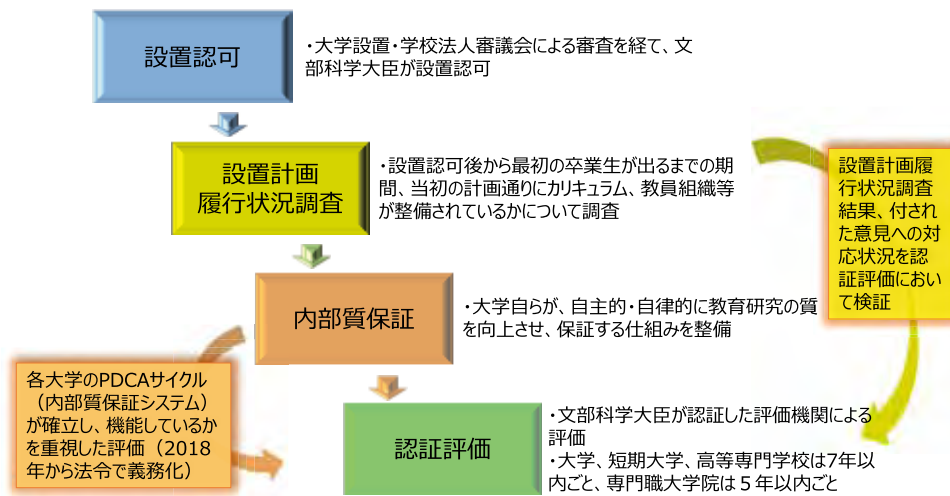 設置認可
・大学設置・学校法人審議会による審査を経て、文
部科学大臣が設置認可
設置計画
履行状況調査
・設置認可後から最初の卒業生が出るまでの期
間、当初の計画通りにカリキュラム、教員組織等
が整備されているかについて調査
設置計画履
行状況調査
結果、付され
た意見への対
応状況を認
証評価におい
て検証
内部質保証
・大学自らが、自主的・自律的に教育研究の質
を向上させ、保証する仕組みを整備
各大学のPDCAサイクル
（内部質保証システム）
が確立し、機能しているか
を重視した評価（2018
年から法令で義務化）
認証評価
・文部科学大臣が認証した評価機関による
評価
・大学、短期大学、高等専門学校は7年以
内ごと、専門職大学院は５年以内ごと